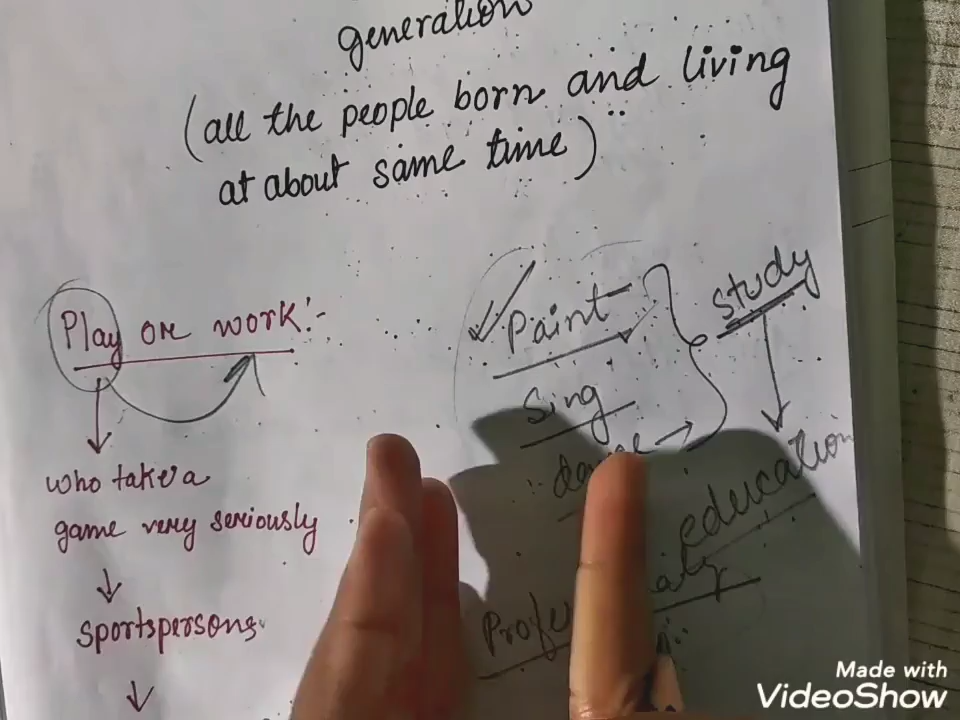 generation
(all the people born and living
at about same time)
Play or work:-
who take a
game very seriously
sportspersons
Paint
Sing
study
education
Made with
VideoShow